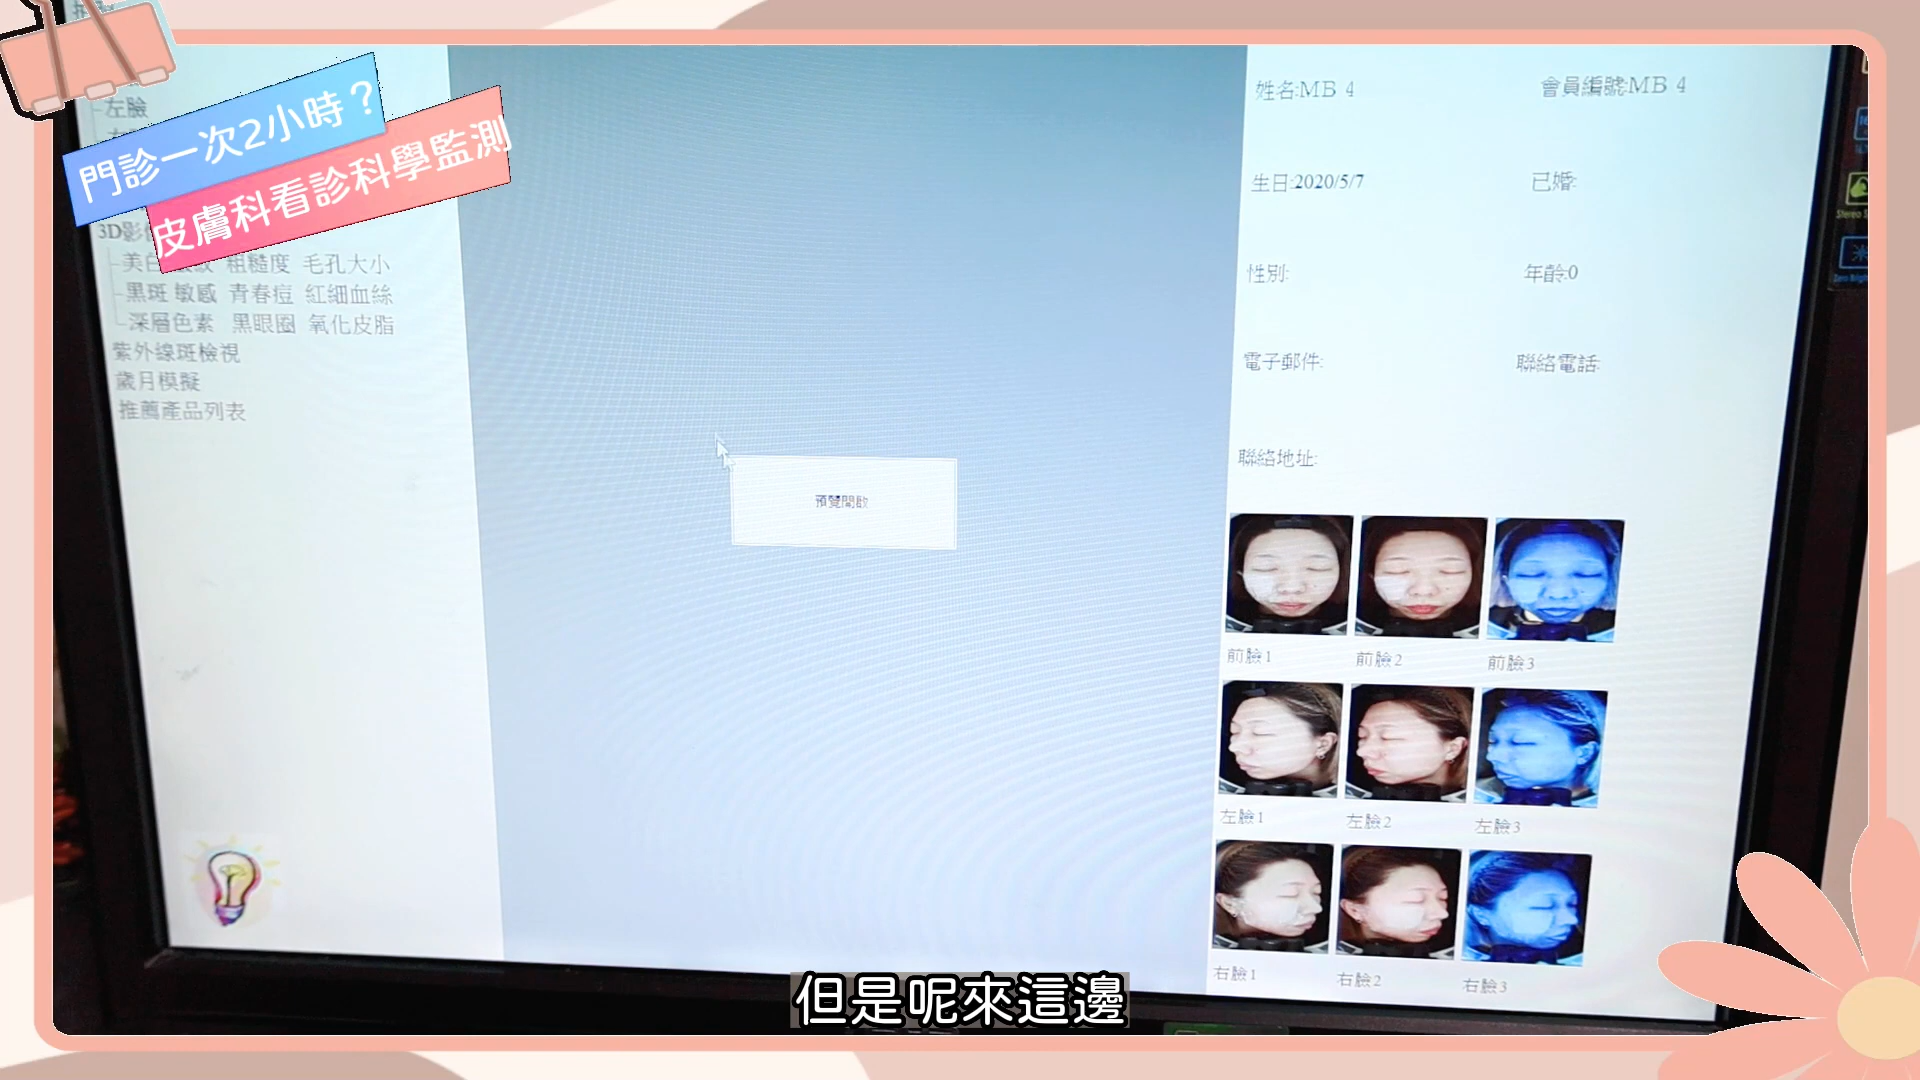 左臉
門診一次2小時？
皮膚科看診科學監測
3D影
美白 粗糙度 毛孔大小
黑斑 敏感 青春痘 紅細血絲
深層色素 黑眼圈 氧化皮脂
紫外線斑檢視
歲月模擬
推薦產品列表
預覽開啟
姓名:MB 4 會員編號:MB 4
生日:2020/5/7 已婚:
性別: 年齡:0
電子郵件: 聯絡電話:
聯絡地址:
前臉1 前臉2 前臉3
左臉1 左臉2 左臉3
右臉1 右臉2 右臉3
Stereo
但是呢來這邊